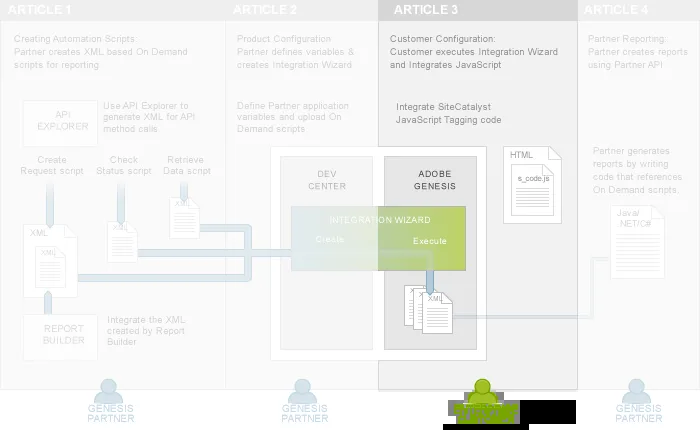 ARTICLE 1
ARTICLE 2
ARTICLE 3
ARTICLE 4
Creating Automation Scripts:
Partner creates XML based On Demand
scripts for reporting
Product Configuration
Partner defines variables &
creates Integration Wizard
Customer Configuration:
Customer executes Integration Wizard
and Integrates JavaScript
Partner Reporting:
Partner creates reports
using Partner API
API
EXPLORER
Use API Explorer to
generate XML for API
method calls
Define Partner application
variables and upload On
Demand scripts
Integrate SiteCatalyst
JavaScript Tagging code
Create
Request script
Check
Status script
Retrieve
Data script
DEV
CENTER
ADOBE
GENESIS
HTML
s_code.js
Partner generates
reports by writing
code that references
On Demand scripts.
XML
XML
XML
XML
INTEGRATION WIZARD
Create
Execute
Java/
.NET/C#
XML
REPORT
BUILDER
Integrate the XML
created by Report
Builder
GENESIS
PARTNER
GENESIS
PARTNER
GENESIS
PARTNER